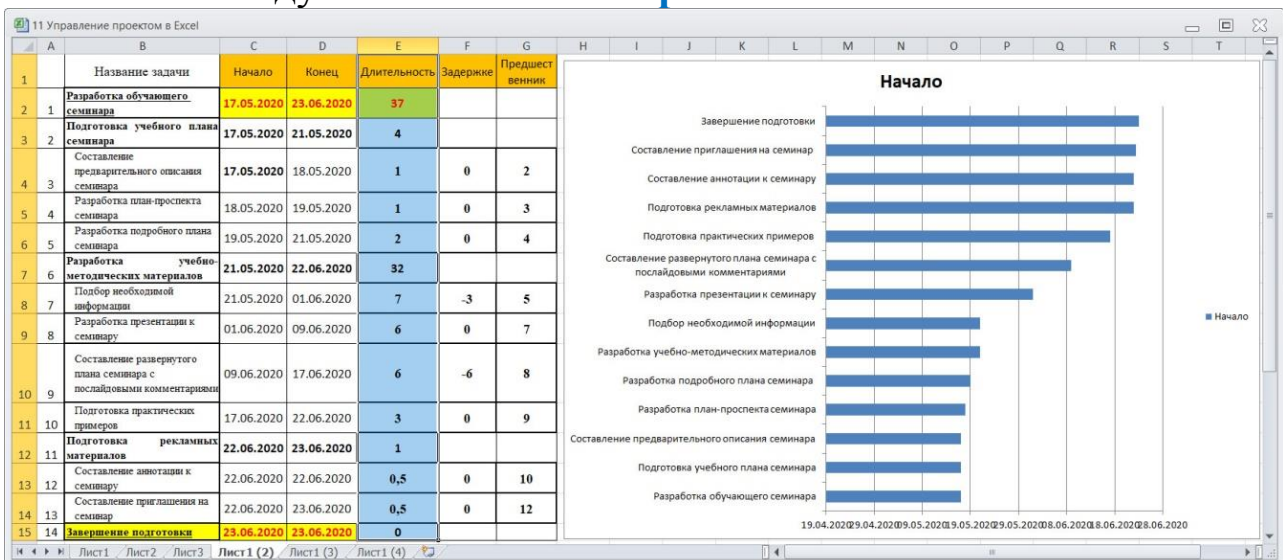 11 Управление проектом в Excel
A B C D E F G H I J K L M N O P Q R S T
1 Название задачи Начало Конец Длительность Задержке Предшест
венник
2 1 Разработка обучающего
семинара 17.05.2020 23.06.2020 37
3 2 Подготовка учебного плана
семинара 17.05.2020 21.05.2020 4
4 3 Составление
предварительного описания
семинара 17.05.2020 18.05.2020 1 0 2
5 4 Разработка план-проспекта
семинара 18.05.2020 19.05.2020 1 0 3
6 5 Разработка подробного плана
семинара 19.05.2020 21.05.2020 2 0 4
7 6 Разработка учебно-
методических материалов 21.05.2020 22.06.2020 32
8 7 Подбор необходимой
информации 21.05.2020 01.06.2020 7 -3 5
9 8 Разработка презентации к
семинару 01.06.2020 09.06.2020 6 0 7
10 9 Составление развернутого
плана семинара с
послайдовыми комментариями 09.06.2020 17.06.2020 6 -6 8
11 10 Подготовка практических
примеров 17.06.2020 22.06.2020 3 0 9
12 11 Подготовка рекламных
материалов 22.06.2020 23.06.2020 1
13 12 Составление аннотации к
семинару 22.06.2020 22.06.2020 0,5 0 10
14 13 Составление приглашения на
семинар 22.06.2020 23.06.2020 0,5 0 12
15 14 Завершение подготовки 23.06.2020 23.06.2020 0
Начало
Завершение подготовки
Составление приглашения на семинар
Составление аннотации к семинару
Подготовка рекламных материалов
Подготовка практических примеров
Составление развернутого плана семинара с
послайдовыми комментариями
Разработка презентации к семинару
Подбор необходимой информации
Разработка учебно-методических материалов
Разработка подробного плана семинара
Разработка план-проспекта семинара
Составление предварительного описания семинара
Подготовка учебного плана семинара
Разработка обучающего семинара
19.04.2020 29.04.2020 09.05.2020 19.05.2020 29.05.2020 08.06.2020 18.06.2020 28.06.2020
Начало
Лист1 Лист2 Лист3 Лист1 (2) Лист1 (3) Лист1 (4)